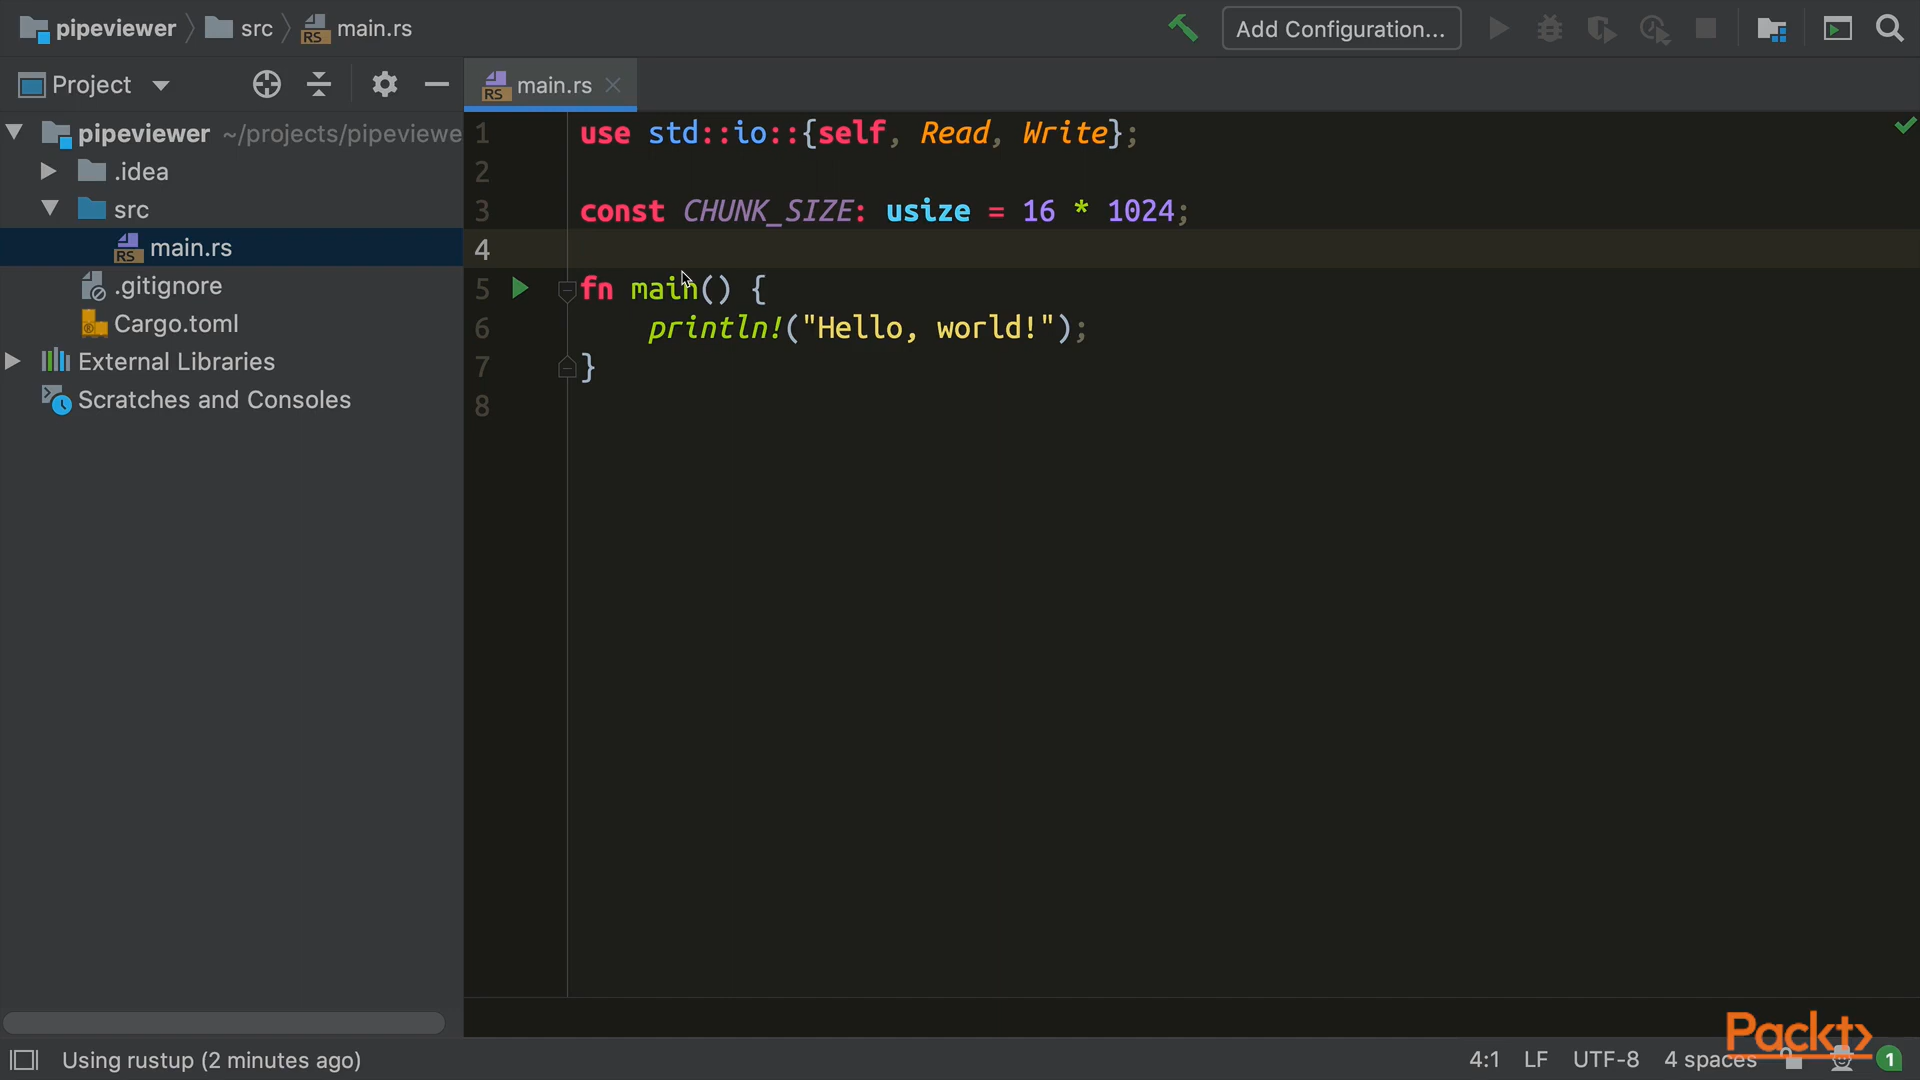 pipeviewer src main.rs Add Configuration...
Project main.rs
pipeviewer ~/projects/pipeviewe
.idea
src
main.rs
.gitignore
Cargo.toml
External Libraries
Scratches and Consoles
1 use std::io::{self, Read, Write};
2
3 const CHUNK_SIZE: usize = 16 * 1024;
4
5 fn main() {
6 println!("Hello, world!");
7 }
8
Packt>
Using rustup (2 minutes ago) 4:1 LF UTF-8 4 spaces 1